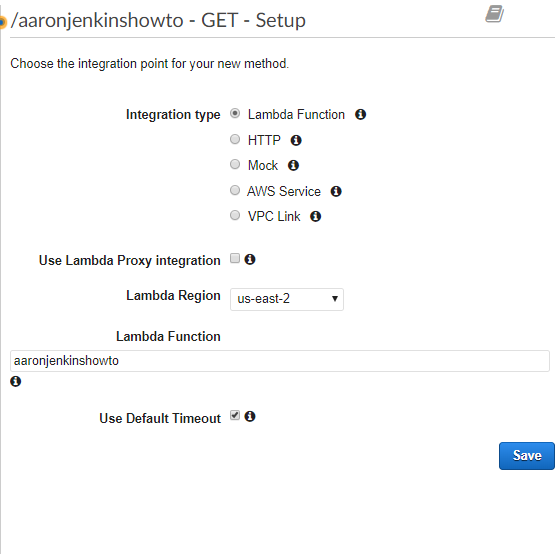 /aaronjenkinshowto - GET - Setup
Choose the integration point for your new method.
Integration type Lambda Function
HTTP
Mock
AWS Service
VPC Link
Use Lambda Proxy integration
Lambda Region us-east-2
Lambda Function
aaronjenkinshowto
Use Default Timeout
Save